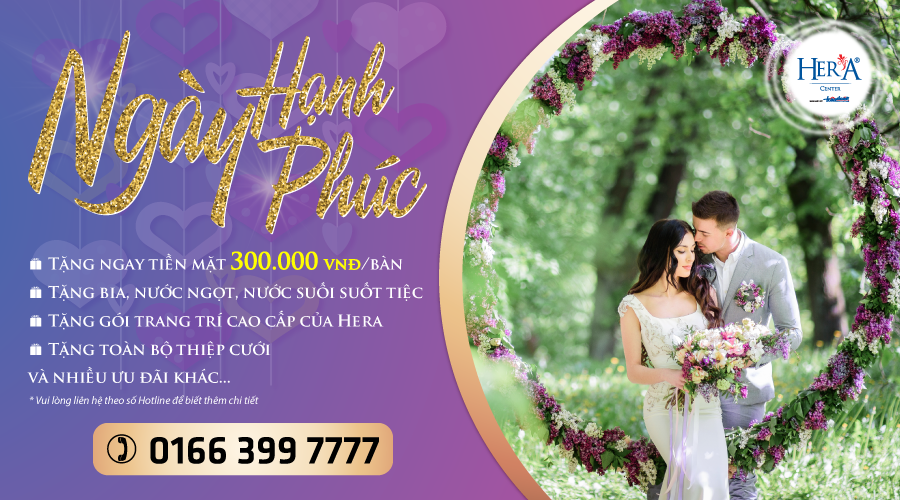 Ngày Hạnh
Phúc
TẶNG NGAY TIỀN MẶT 300.000 VNĐ/BÀN
TẶNG BIA, NƯỚC NGỌT, NƯỚC SUỐI SUỐT TIỆC
TẶNG GÓI TRANG TRÍ CAO CẤP CỦA HERA
TẶNG TOÀN BỘ THIỆP CƯỚI
VÀ NHIỀU ƯU ĐÃI KHÁC...
* Vui lòng liên hệ theo số Hotline để biết thêm chi tiết
0166 399 7777
HERA®
CENTER